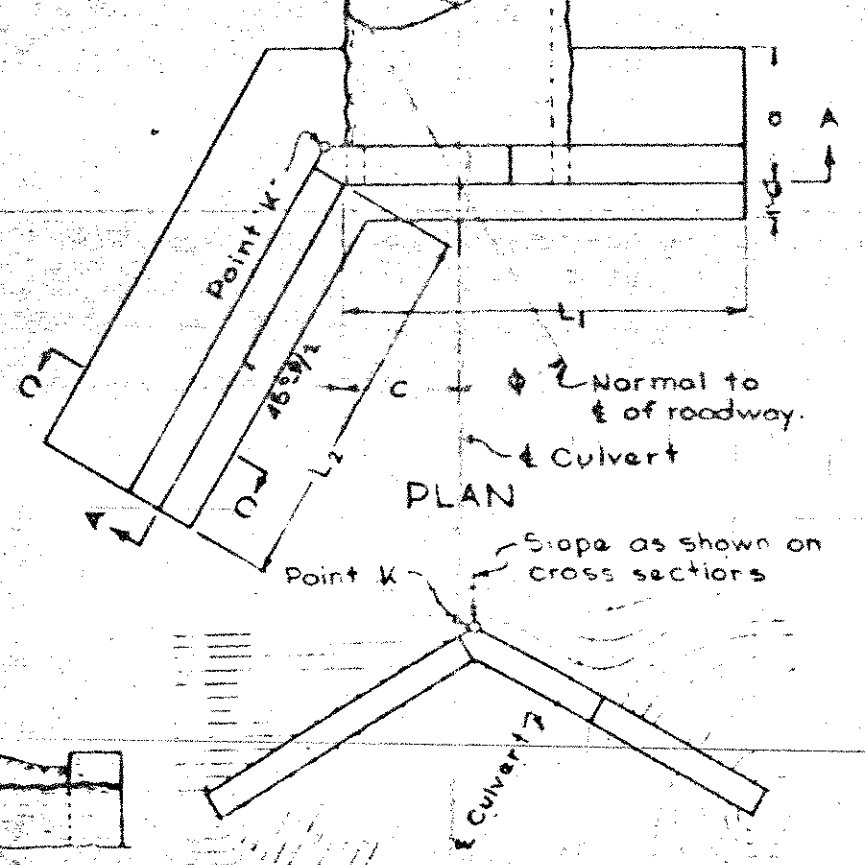 Point "K"
A
L₁
C
Normal to
℄ of roadway.
℄ Culvert
L₂
PLAN
A
Point K
Slope as shown on
cross sections
℄ Culvert